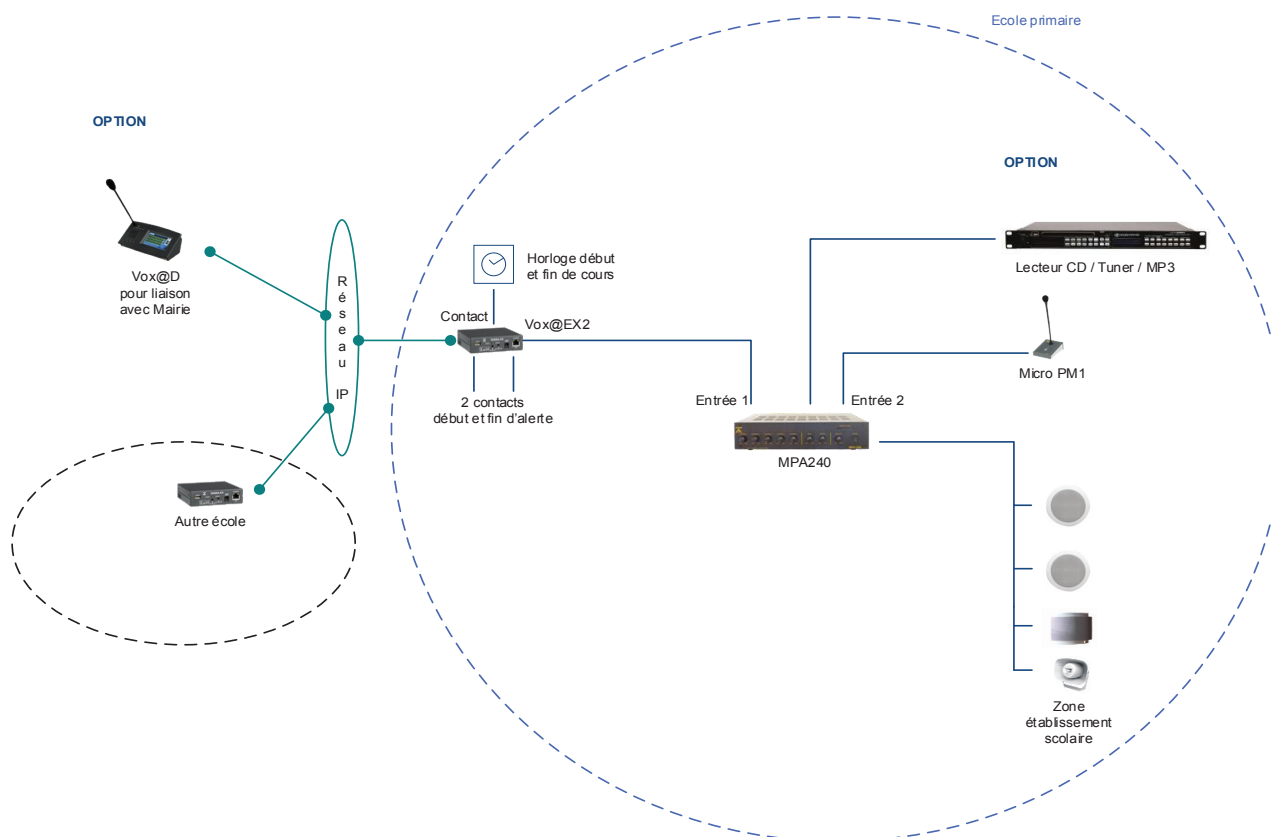 Ecole primaire
OPTION
OPTION
Vox@D
pour liaison
avec Mairie
Réseau IP
Horloge début
et fin de cours
Contact
Vox@EX2
2 contacts
début et fin d'alerte
Lecteur CD / Tuner / MP3
Micro PM1
Entrée 1
Entrée 2
MPA240
Autre école
Zone
établissement
scolaire